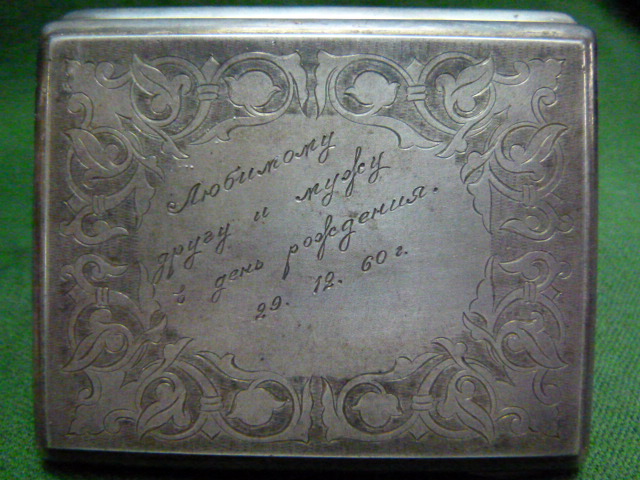 Любимому
другу и мужу
в день рождения.
29. 12. 60 г.